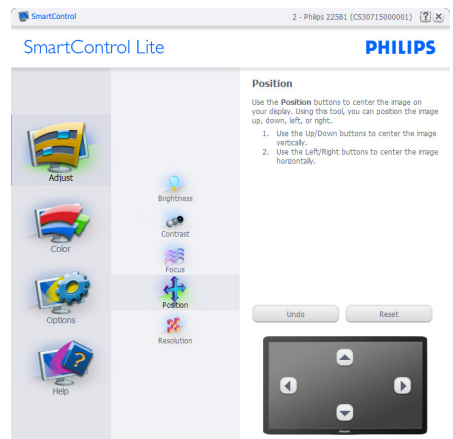 SmartControl
2 - Philips 225B1 (CS30715000001)
?
SmartControl Lite
PHILIPS
Adjust
Color
Options
Help
Brightness
Contrast
Focus
Position
Resolution
Position
Use the Position buttons to center the image on
your display. Using this tool, you can position the image
up, down, left, or right.
1. Use the Up/Down buttons to center the image
vertically.
2. Use the Left/Right buttons to center the image
horizontally.
Undo
Reset
PHILIPS